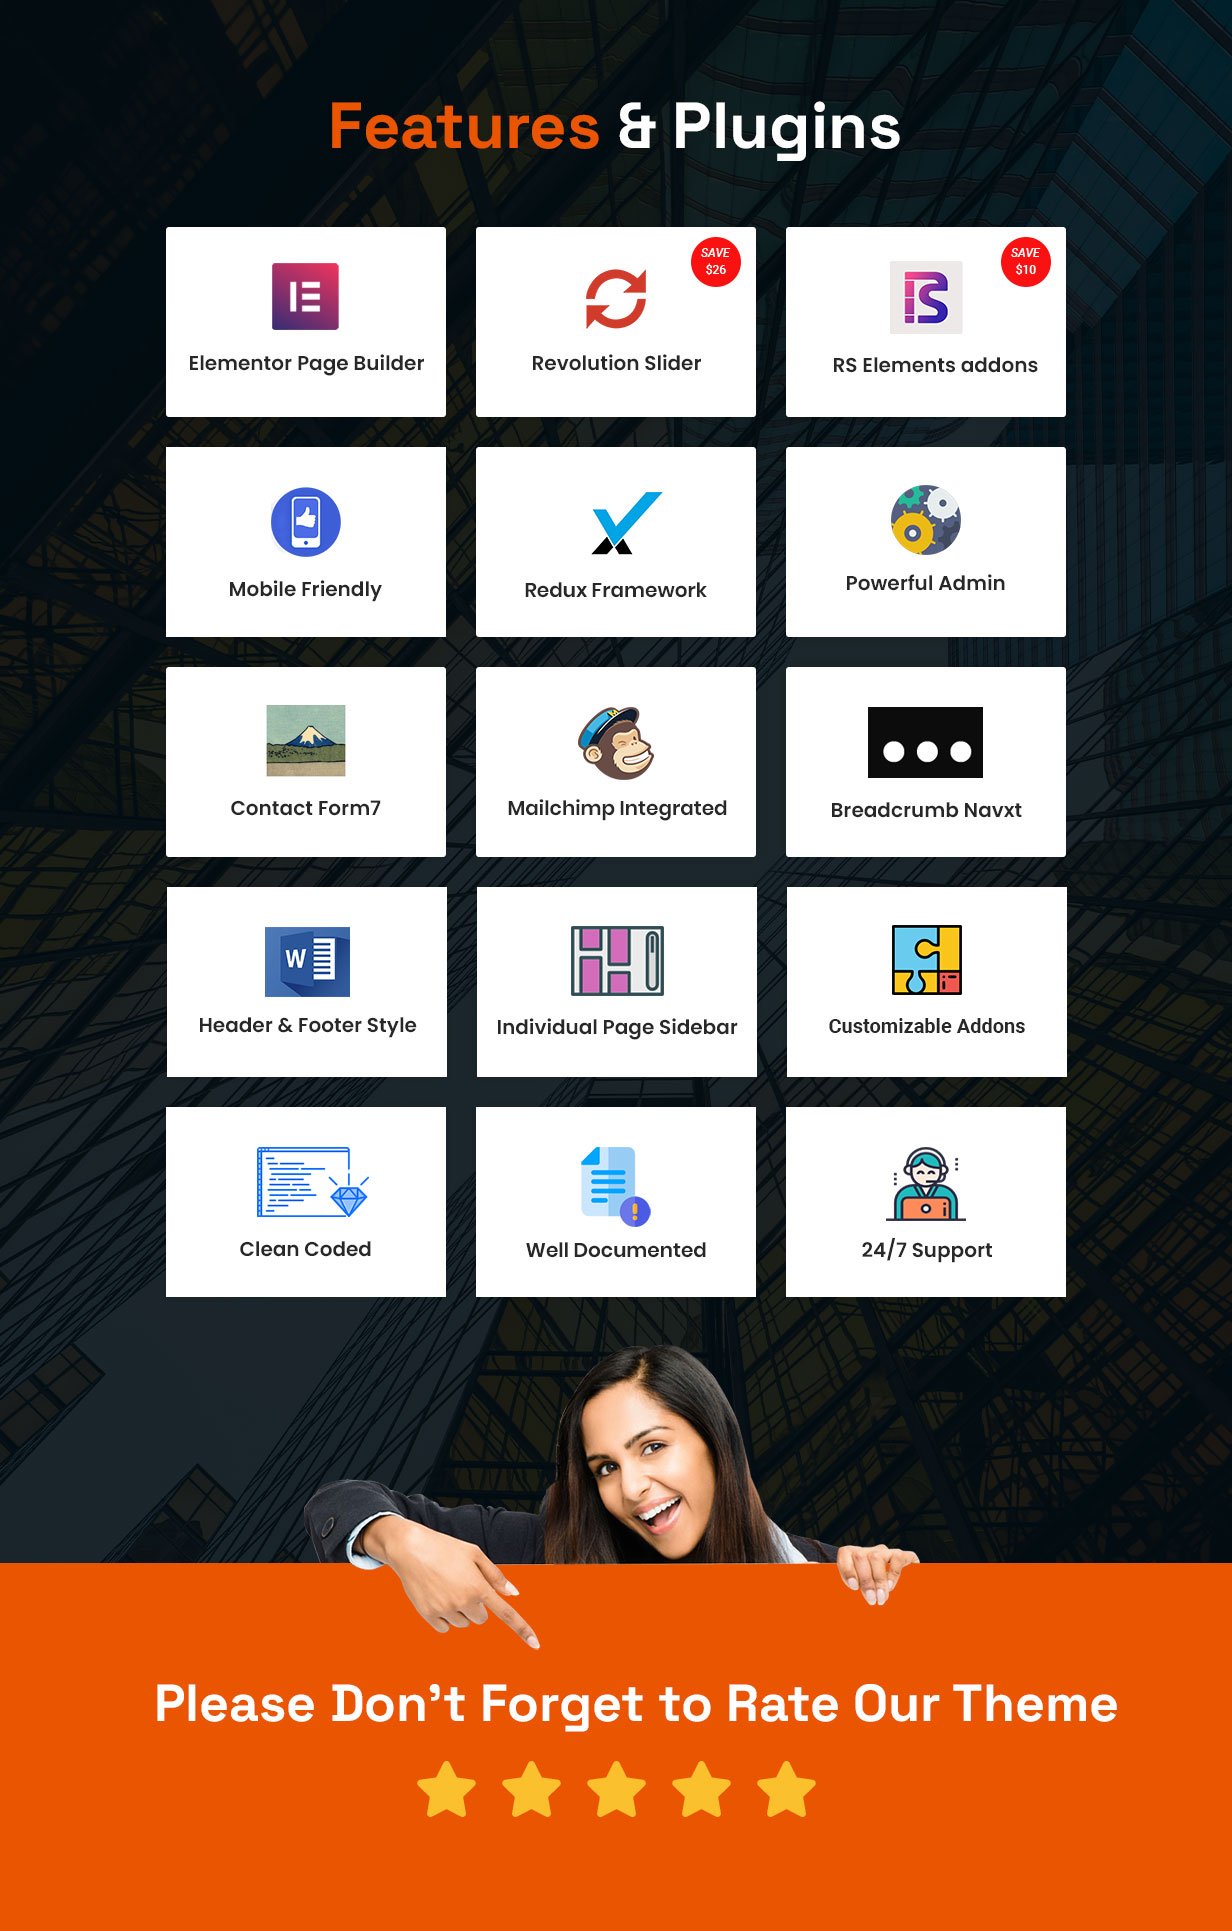 Features & Plugins
SAVE
$26
SAVE
$10
Elementor Page Builder
Revolution Slider
RS Elements addons
Mobile Friendly
Redux Framework
Powerful Admin
Contact Form7
Mailchimp Integrated
Breadcrumb Navxt
W
Header & Footer Style
Individual Page Sidebar
Customizable Addons
Clean Coded
Well Documented
24/7 Support
Please Don't Forget to Rate Our Theme